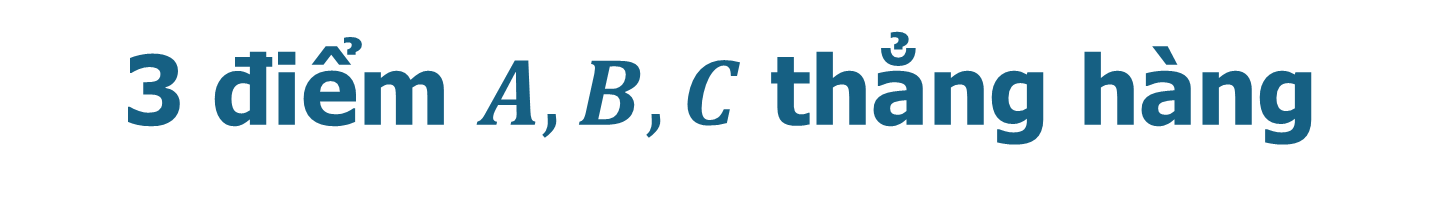 3 điểm A, B, C thẳng hàng